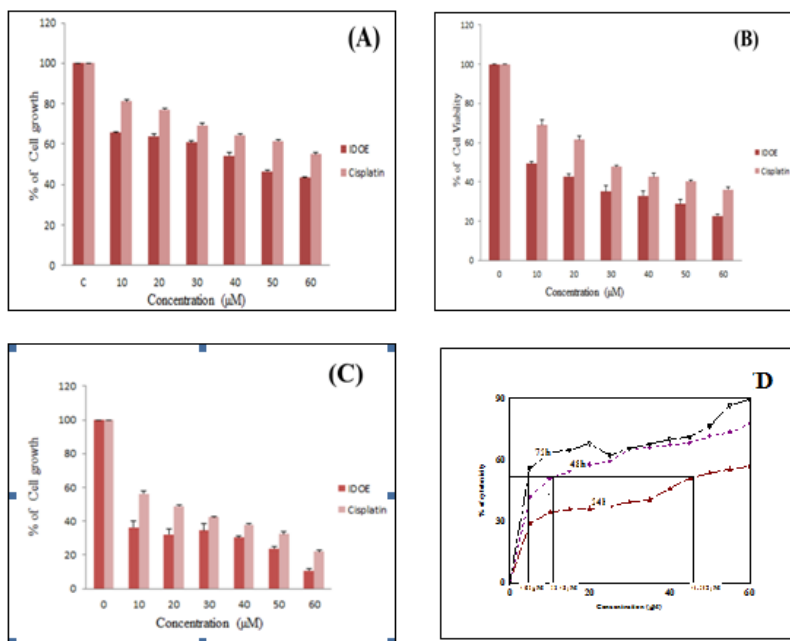 (A)
% of Cell growth
120
100
80
60
40
20
0
IDOE
Cisplatin
C 10 20 30 40 50 60
Concentration (µM)
(B)
% of Cell Viability
120
100
80
60
40
20
0
IDOE
Cisplatin
0 10 20 30 40 50 60
Concentration (µM)
(C)
% of Cell growth
120
100
80
60
40
20
0
IDOE
Cisplatin
0 10 20 30 40 50 60
Concentration (µM)
D
% of cytotoxicity
90
60
30
0
72h
48h
24h
0 20 40 60
Concentration (µM)